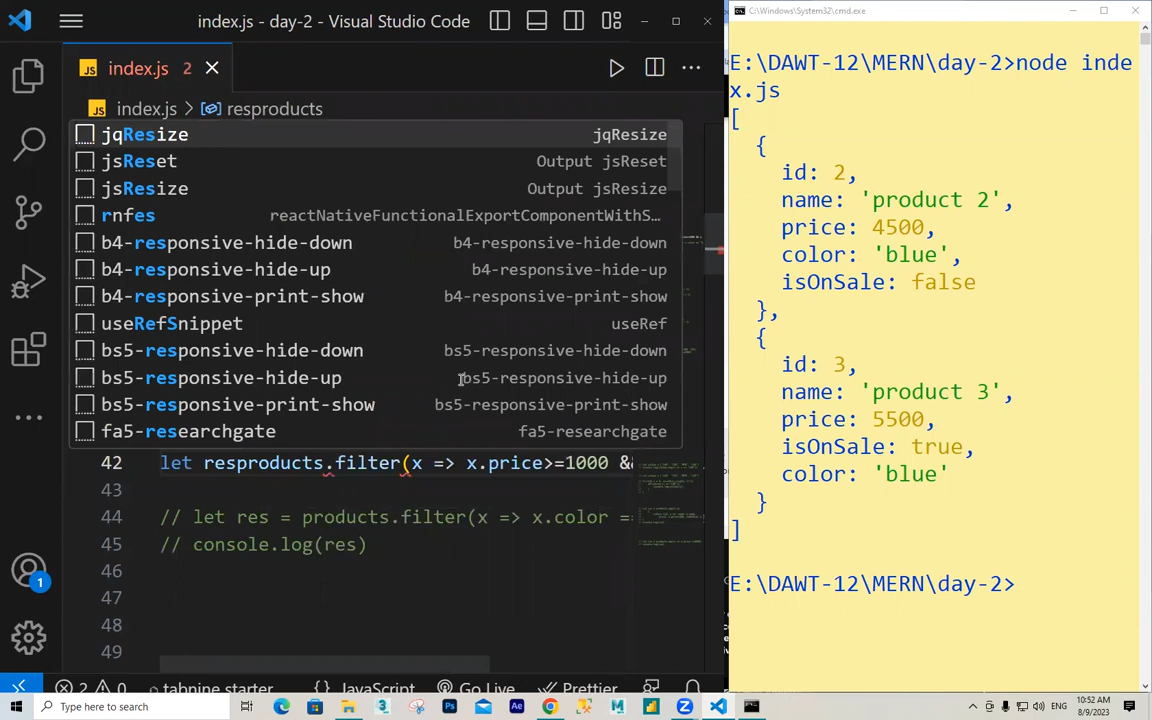 index.js - day-2 - Visual Studio Code
index.js 2
index.js > resproducts
jqResize jqResize
jsReset Output jsReset
jsResize Output jsResize
rnfes reactNativeFunctionalExportComponentWithS...
b4-responsive-hide-down b4-responsive-hide-down
b4-responsive-hide-up b4-responsive-hide-up
b4-responsive-print-show b4-responsive-print-show
useRefSnippet useRef
bs5-responsive-hide-down bs5-responsive-hide-down
bs5-responsive-hide-up bs5-responsive-hide-up
bs5-responsive-print-show bs5-responsive-print-show
fa5-researchgate fa5-researchgate
42 let resproducts.filter(x => x.price>=1000 &&
43
44 // let res = products.filter(x => x.color ==
45 // console.log(res)
46
47
48
49
1
2 0 tabnine starter {} JavaScript Go Live Prettier
C:\Windows\System32\cmd.exe
E:\DAWT-12\MERN\day-2>node inde
x.js
[
{
id: 2,
name: 'product 2',
price: 4500,
color: 'blue',
isOnSale: false
},
{
id: 3,
name: 'product 3',
price: 5500,
isOnSale: true,
color: 'blue'
}
]
E:\DAWT-12\MERN\day-2>
Type here to search
ENG
10:52 AM
8/9/2023